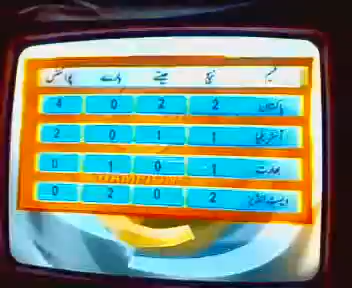 ٹیم میچ جیتے ہارے پوائنٹس
پاکستان 2 2 0 4
آسٹریلیا 1 1 0 2
بھارت 1 0 1 0
ویسٹ انڈیز 2 0 2 0